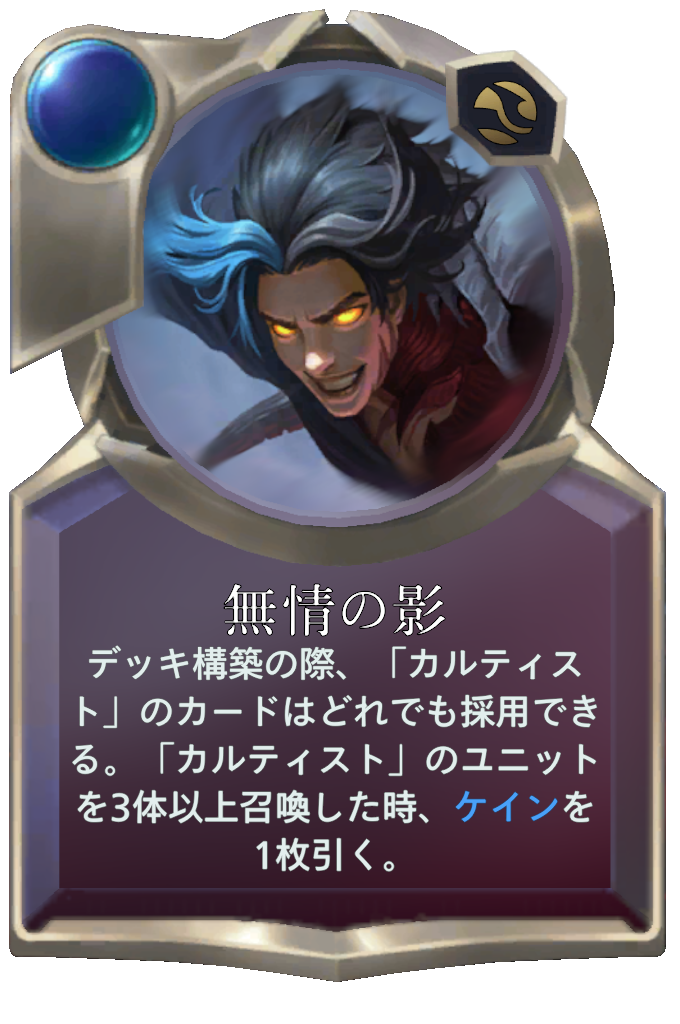 無情の影
デッキ構築の際、「カルティス
ト」のカードはどれでも採用でき
る。「カルティスト」のユニット
を3体以上召喚した時、ケインを
1枚引く。